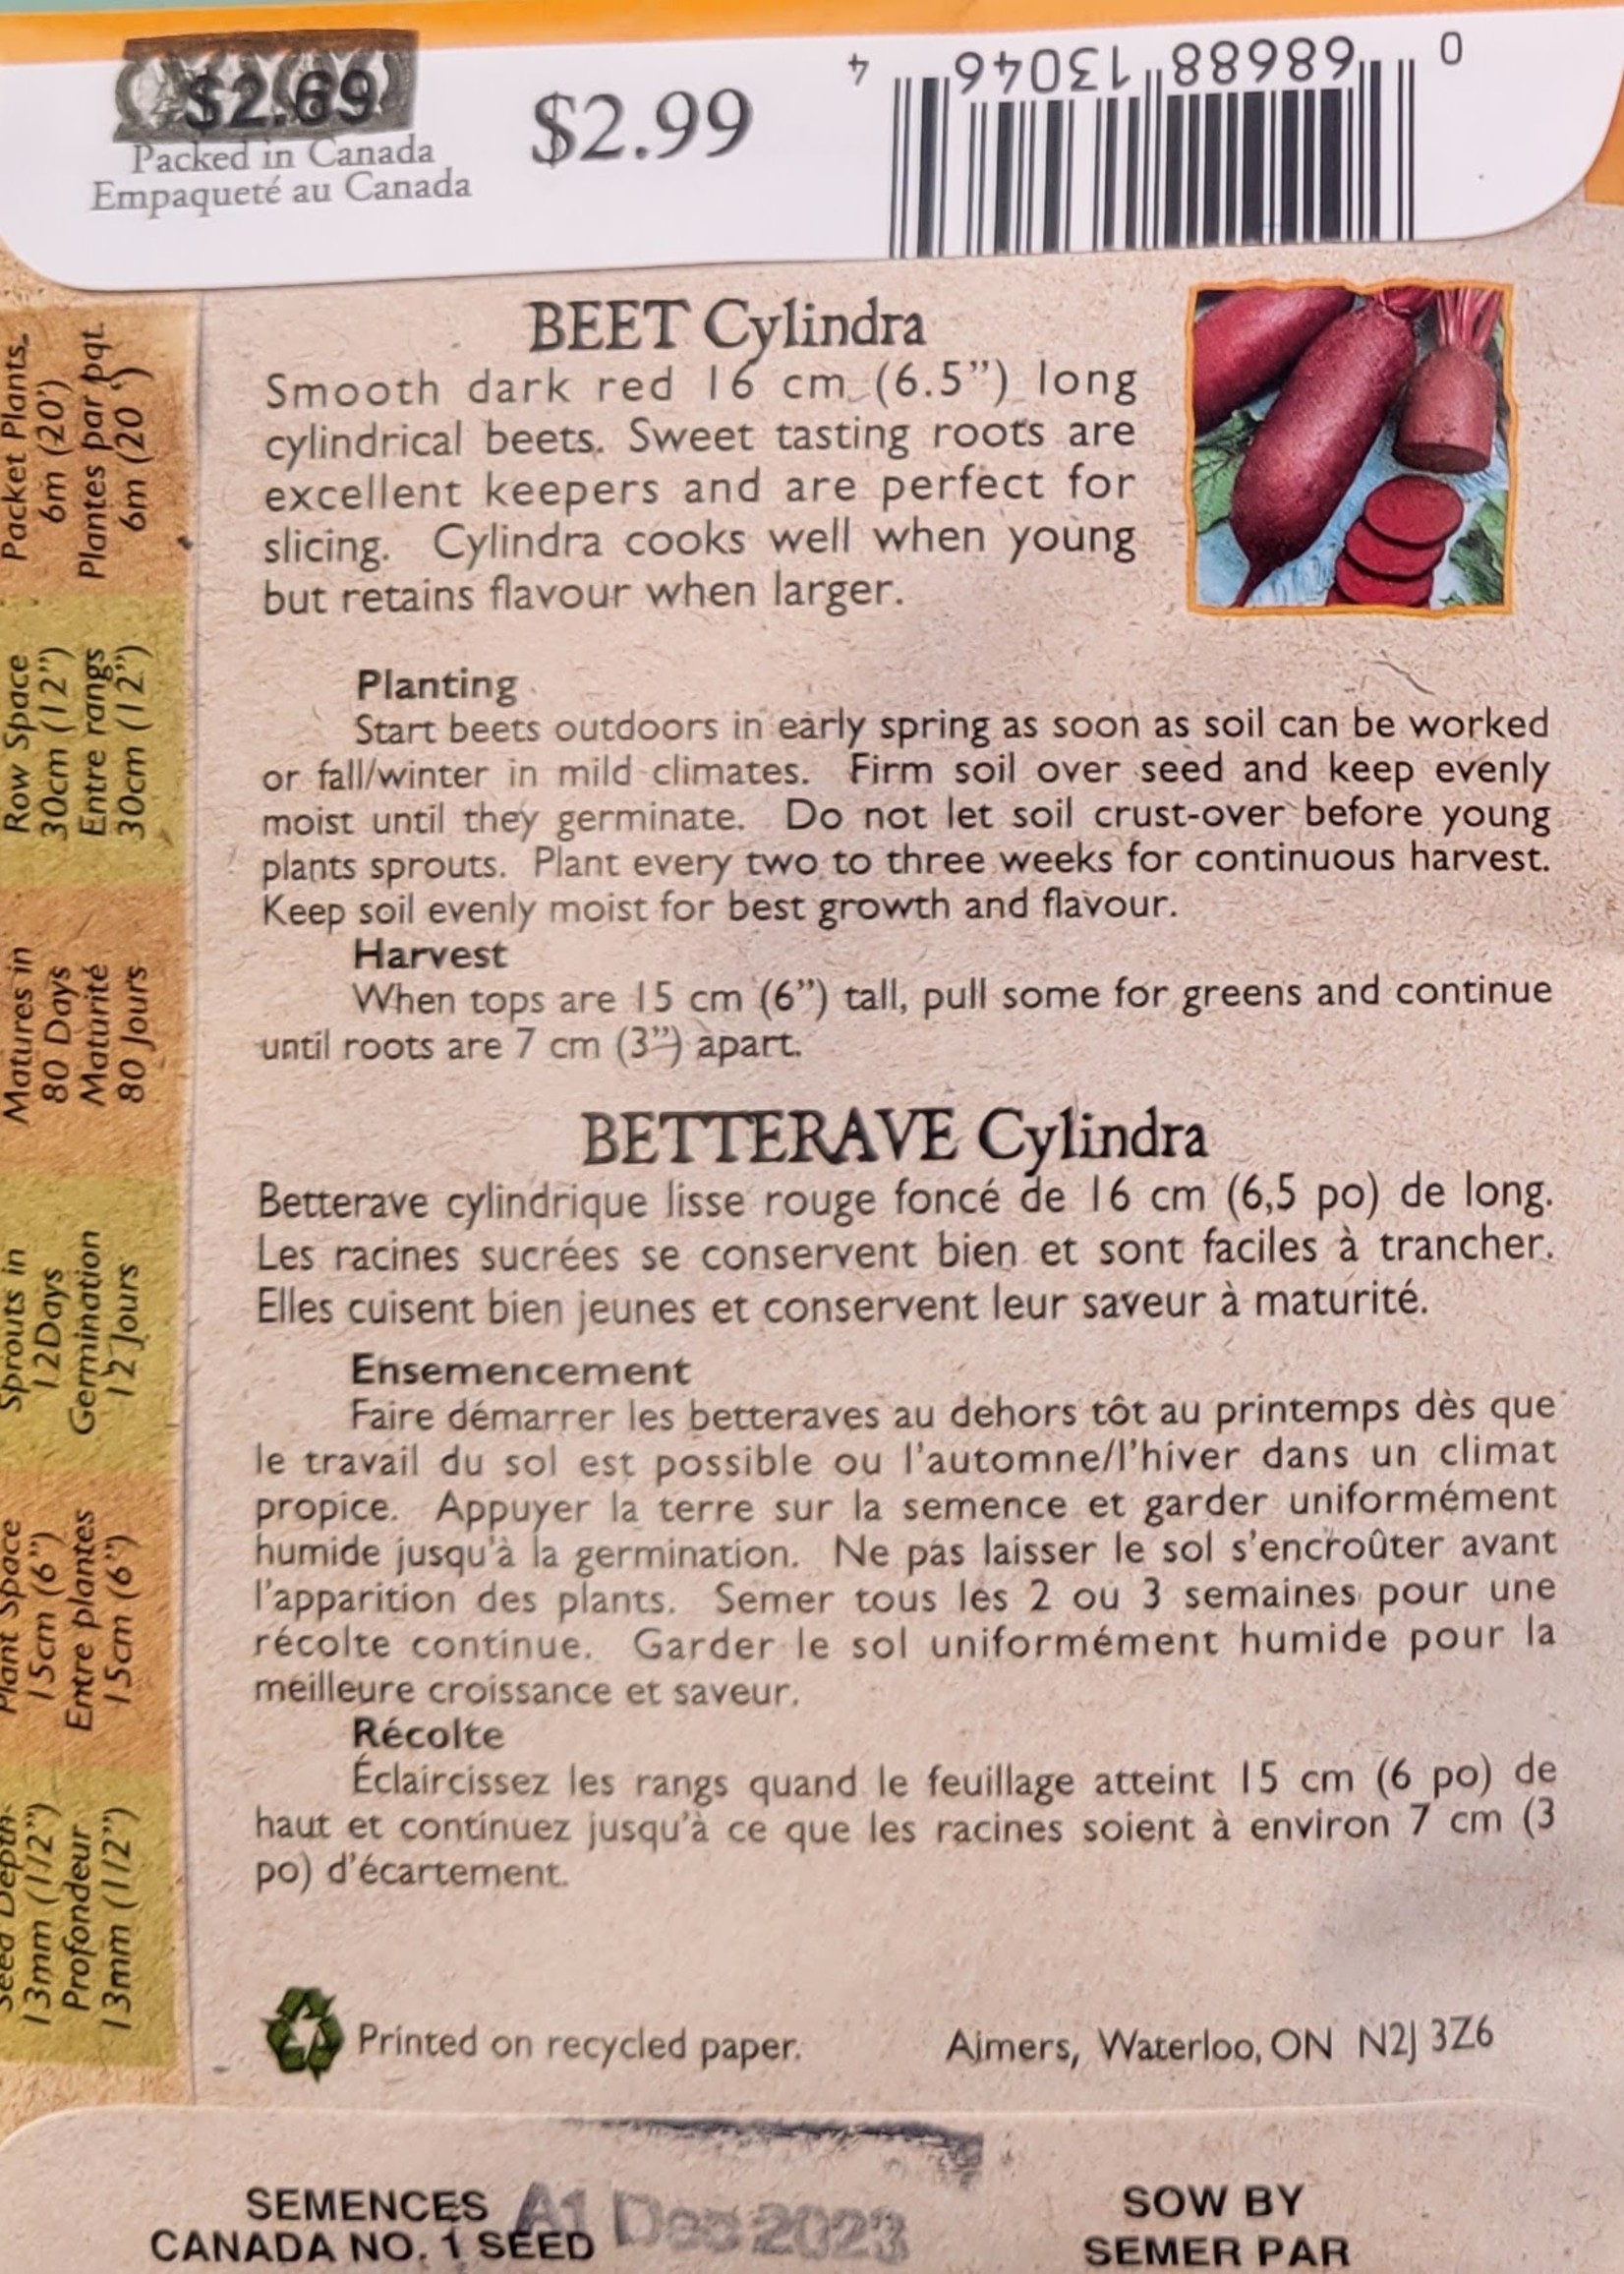 $2.69
Packed in Canada
Empaqueté au Canada
$2.99
0 68688 13046 4
BEET Cylindra
Smooth dark red 16 cm (6.5”) long
cylindrical beets. Sweet tasting roots are
excellent keepers and are perfect for
slicing. Cylindra cooks well when young
but retains flavour when larger.
Planting
Start beets outdoors in early spring as soon as soil can be worked
or fall/winter in mild climates. Firm soil over seed and keep evenly
moist until they germinate. Do not let soil crust-over before young
plants sprouts. Plant every two to three weeks for continuous harvest.
Keep soil evenly moist for best growth and flavour.
Harvest
When tops are 15 cm (6”) tall, pull some for greens and continue
until roots are 7 cm (3”) apart.
BETTERAVE Cylindra
Betterave cylindrique lisse rouge foncé de 16 cm (6,5 po) de long.
Les racines sucrées se conservent bien et sont faciles à trancher.
Elles cuisent bien jeunes et conservent leur saveur à maturité.
Ensemencement
Faire démarrer les betteraves au dehors tôt au printemps dès que
le travail du sol est possible ou l’automne/l’hiver dans un climat
propice. Appuyer la terre sur la semence et garder uniformément
humide jusqu’à la germination. Ne pas laisser le sol s’encroûter avant
l’apparition des plants. Semer tous les 2 ou 3 semaines pour une
récolte continue. Garder le sol uniformément humide pour la
meilleure croissance et saveur.
Récolte
Éclaircissez les rangs quand le feuillage atteint 15 cm (6 po) de
haut et continuez jusqu’à ce que les racines soient à environ 7 cm (3
po) d’écartement.
Packet Plants
6m (20’)
Plantes par pqt.
6m (20 ‘)
Row Space
30cm (12”)
Entre rangs
30cm (12”)
Matures in
80 Days
Maturité
80 Jours
Sprouts in
12Days
Germination
12 Jours
Plant Space
15cm (6”)
Entre plantes
15cm (6”)
Seed Depth
13mm (1/2”)
Profondeur
13mm (1/2”)
Printed on recycled paper.
Aimers, Waterloo, ON N2J 3Z6
SEMENCES
CANADA NO. 1 SEED
A1 Dec 2023
SOW BY
SEMER PAR